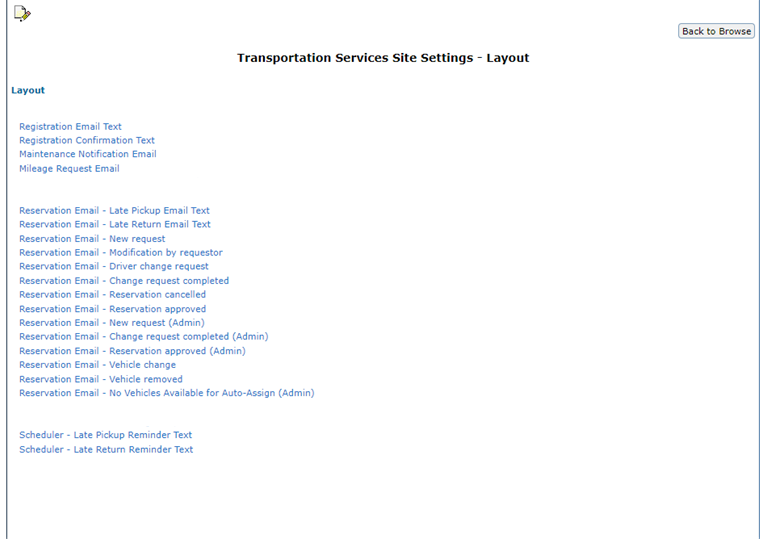 Back to Browse
Transportation Services Site Settings - Layout
Layout
Registration Email Text
Registration Confirmation Text
Maintenance Notification Email
Mileage Request Email
Reservation Email - Late Pickup Email Text
Reservation Email - Late Return Email Text
Reservation Email - New request
Reservation Email - Modification by requestor
Reservation Email - Driver change request
Reservation Email - Change request completed
Reservation Email - Reservation cancelled
Reservation Email - Reservation approved
Reservation Email - New request (Admin)
Reservation Email - Change request completed (Admin)
Reservation Email - Reservation approved (Admin)
Reservation Email - Vehicle change
Reservation Email - Vehicle removed
Reservation Email - No Vehicles Available for Auto-Assign (Admin)
Scheduler - Late Pickup Reminder Text
Scheduler - Late Return Reminder Text